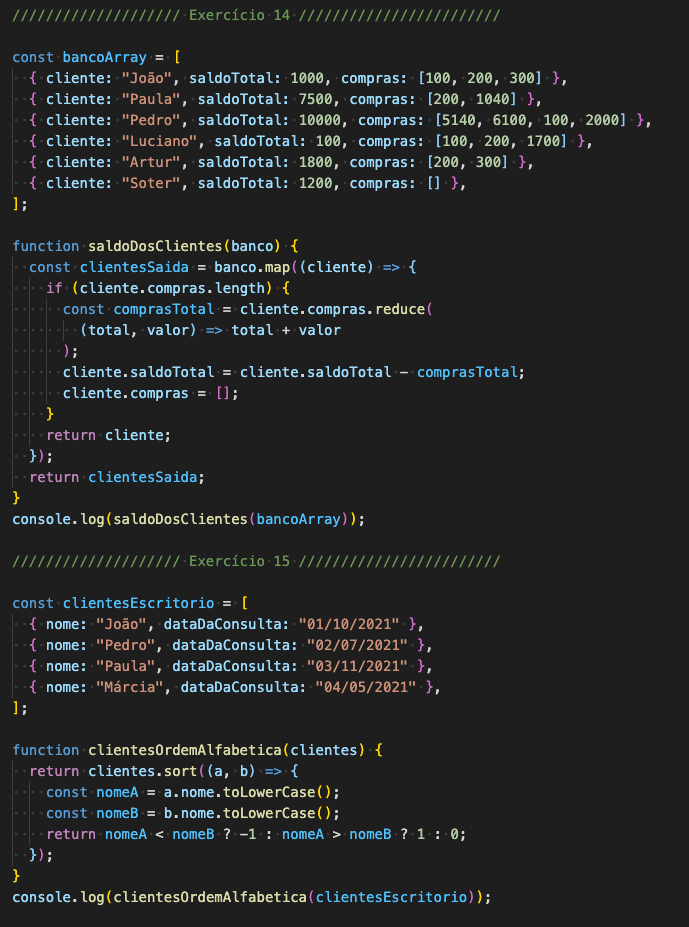 //////////////////// Exercício 14 ////////////////////////
const bancoArray = [
  { cliente: "João", saldoTotal: 1000, compras: [100, 200, 300] },
  { cliente: "Paula", saldoTotal: 7500, compras: [200, 1040] },
  { cliente: "Pedro", saldoTotal: 10000, compras: [5140, 6100, 100, 2000] },
  { cliente: "Luciano", saldoTotal: 100, compras: [100, 200, 1700] },
  { cliente: "Artur", saldoTotal: 1800, compras: [200, 300] },
  { cliente: "Soter", saldoTotal: 1200, compras: [] },
];
function saldoDosClientes(banco) {
  const clientesSaida = banco.map((cliente) => {
    if (cliente.compras.length) {
      const comprasTotal = cliente.compras.reduce(
        (total, valor) => total + valor
      );
      cliente.saldoTotal = cliente.saldoTotal - comprasTotal;
      cliente.compras = [];
    }
    return cliente;
  });
  return clientesSaida;
}
console.log(saldoDosClientes(bancoArray));
//////////////////// Exercício 15 ////////////////////////
const clientesEscritorio = [
  { nome: "João", dataDaConsulta: "01/10/2021" },
  { nome: "Pedro", dataDaConsulta: "02/07/2021" },
  { nome: "Paula", dataDaConsulta: "03/11/2021" },
  { nome: "Márcia", dataDaConsulta: "04/05/2021" },
];
function clientesOrdemAlfabetica(clientes) {
  return clientes.sort((a, b) => {
    const nomeA = a.nome.toLowerCase();
    const nomeB = b.nome.toLowerCase();
    return nomeA < nomeB ? -1 : nomeA > nomeB ? 1 : 0;
  });
}
console.log(clientesOrdemAlfabetica(clientesEscritorio));